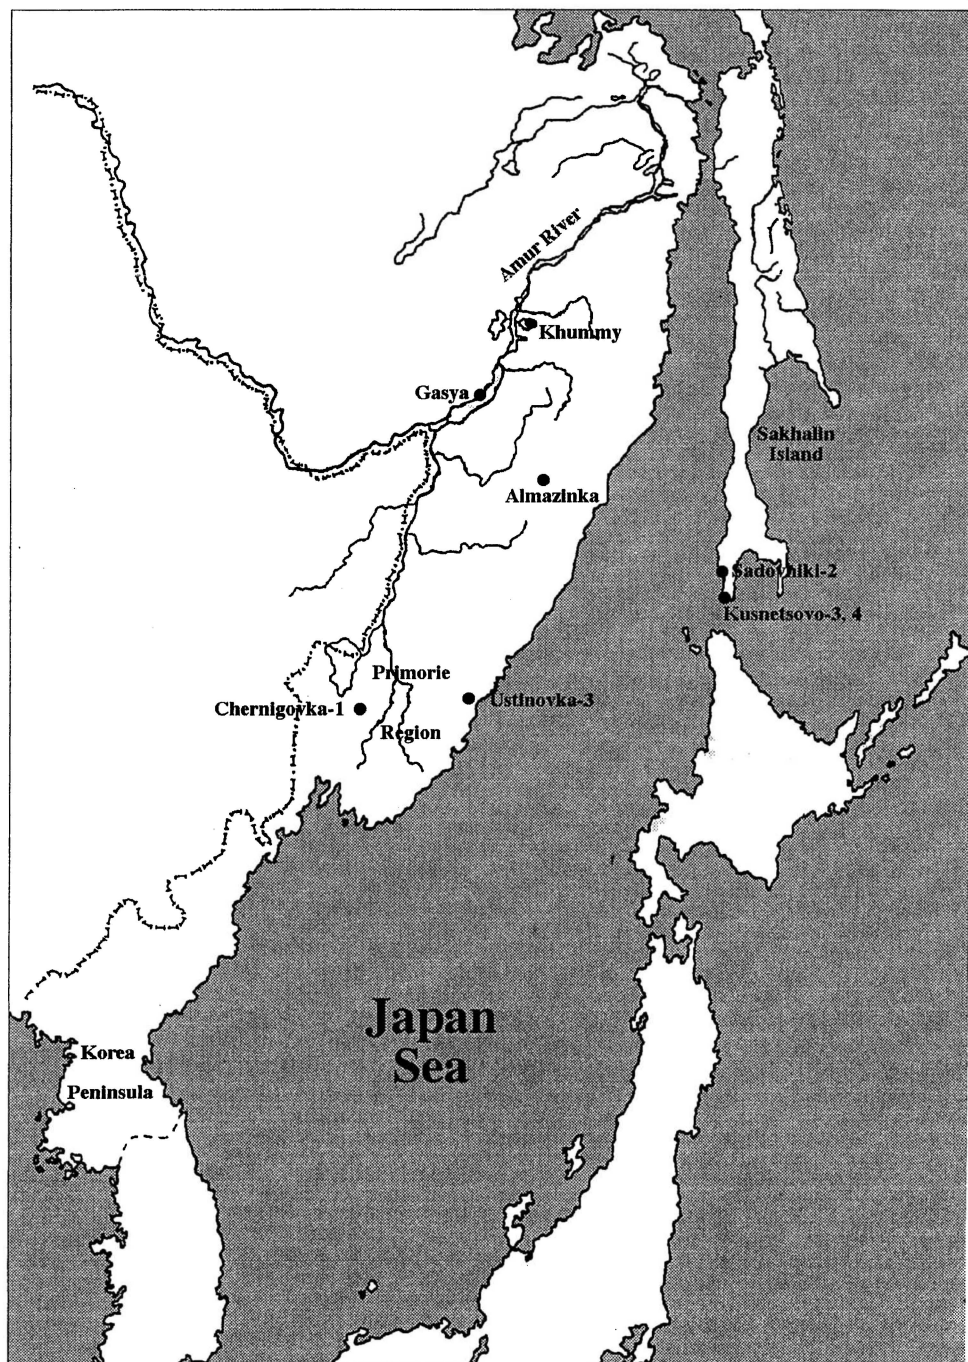 Amur River
Khummy
Gasya
Sakhalin
Island
Almazinka
Sadovniki-2
Kusnetsovo-3, 4
Primorie
Chernigovka-1
Ustinovka-3
Region
Japan
Sea
Korea
Peninsula